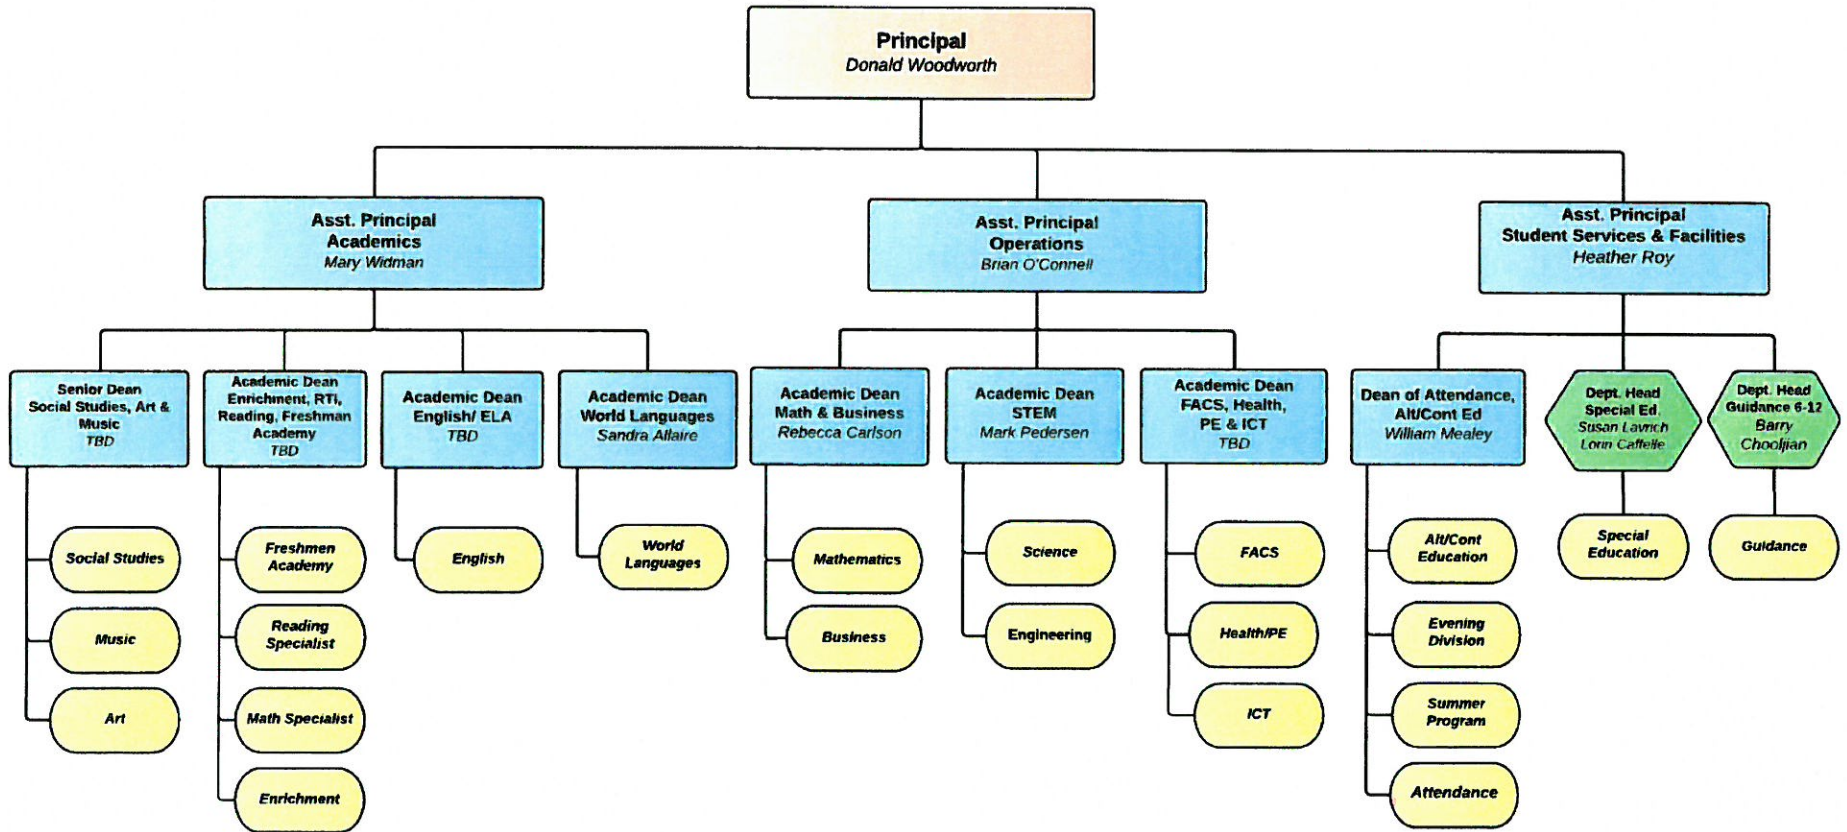 Principal
Donald Woodworth
Asst. Principal
Academics
Mary Widman
Asst. Principal
Operations
Brian O'Connell
Asst. Principal
Student Services & Facilities
Heather Roy
Senior Dean
Social Studies, Art &
Music
TBD
Academic Dean
Enrichment, RTI,
Reading, Freshman
Academy
TBD
Academic Dean
English/ ELA
TBD
Academic Dean
World Languages
Sandra Allaire
Academic Dean
Math & Business
Rebecca Carlson
Academic Dean
STEM
Mark Pedersen
Academic Dean
FACS, Health,
PE & ICT
TBD
Dean of Attendance,
Alt/Cont Ed
William Mealey
Dept. Head
Special Ed.
Susan Lavrich
Lorin
Dept. Head
Guidance 6-12
Barry
Chooljian
Social Studies
Music
Art
Freshmen
Academy
Reading
Specialist
Math Specialist
Enrichment
English
World
Languages
Mathematics
Business
Science
Engineering
FACS
Health/PE
ICT
Alt/Cont
Education
Evening
Division
Summer
Program
Attendance
Special
Education
Guidance